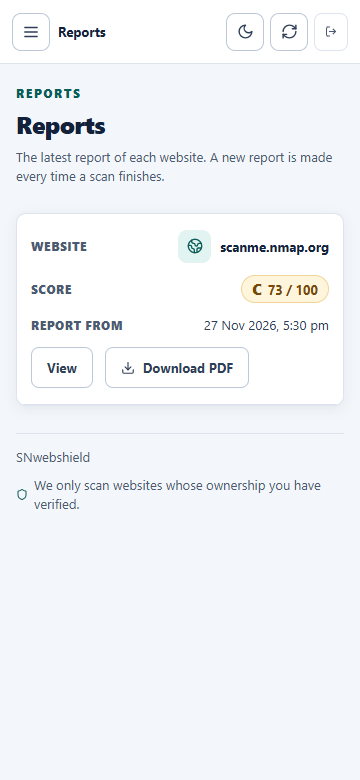 Reports
REPORTS
Reports
The latest report of each website. A new report is made
every time a scan finishes.
WEBSITE scanme.nmap.org
SCORE C 73 / 100
REPORT FROM 27 Nov 2026, 5:30 pm
View Download PDF
SNwebshield
We only scan websites whose ownership you have
verified.